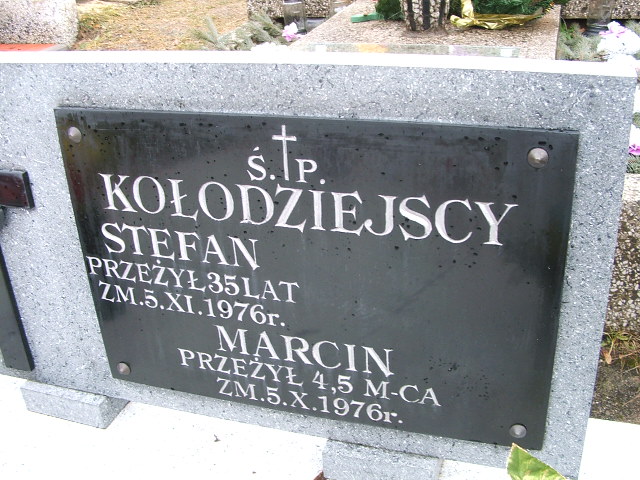 Ś.P.
KOŁODZIEJSCY
STEFAN
PRZEŻYŁ 35 LAT
ZM.5.XI.1976r.
MARCIN
PRZEŻYŁ 4,5 M-CA
ZM.5.X.1976r.